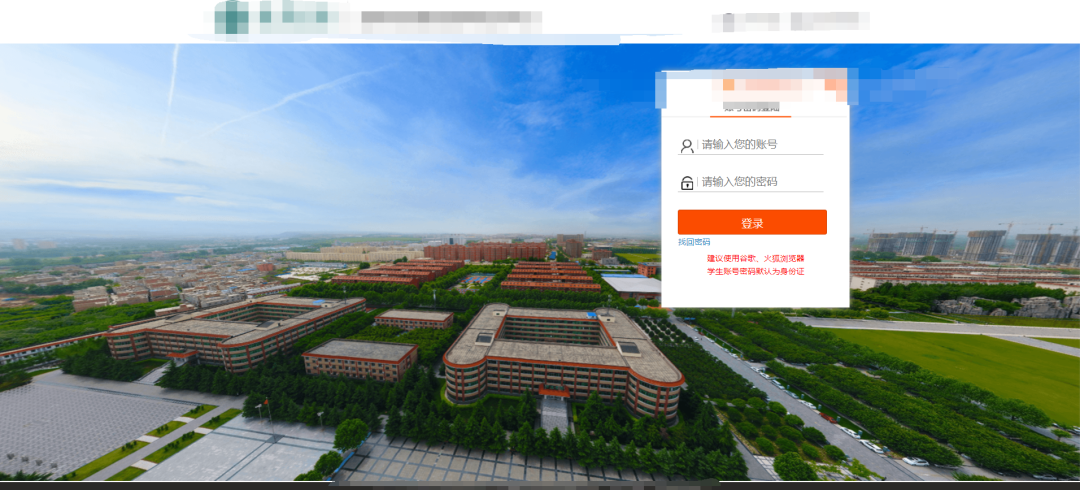 请输入您的账号
请输入您的密码
登录
找回密码
建议使用谷歌、火狐浏览器
学生账号密码默认为身份证